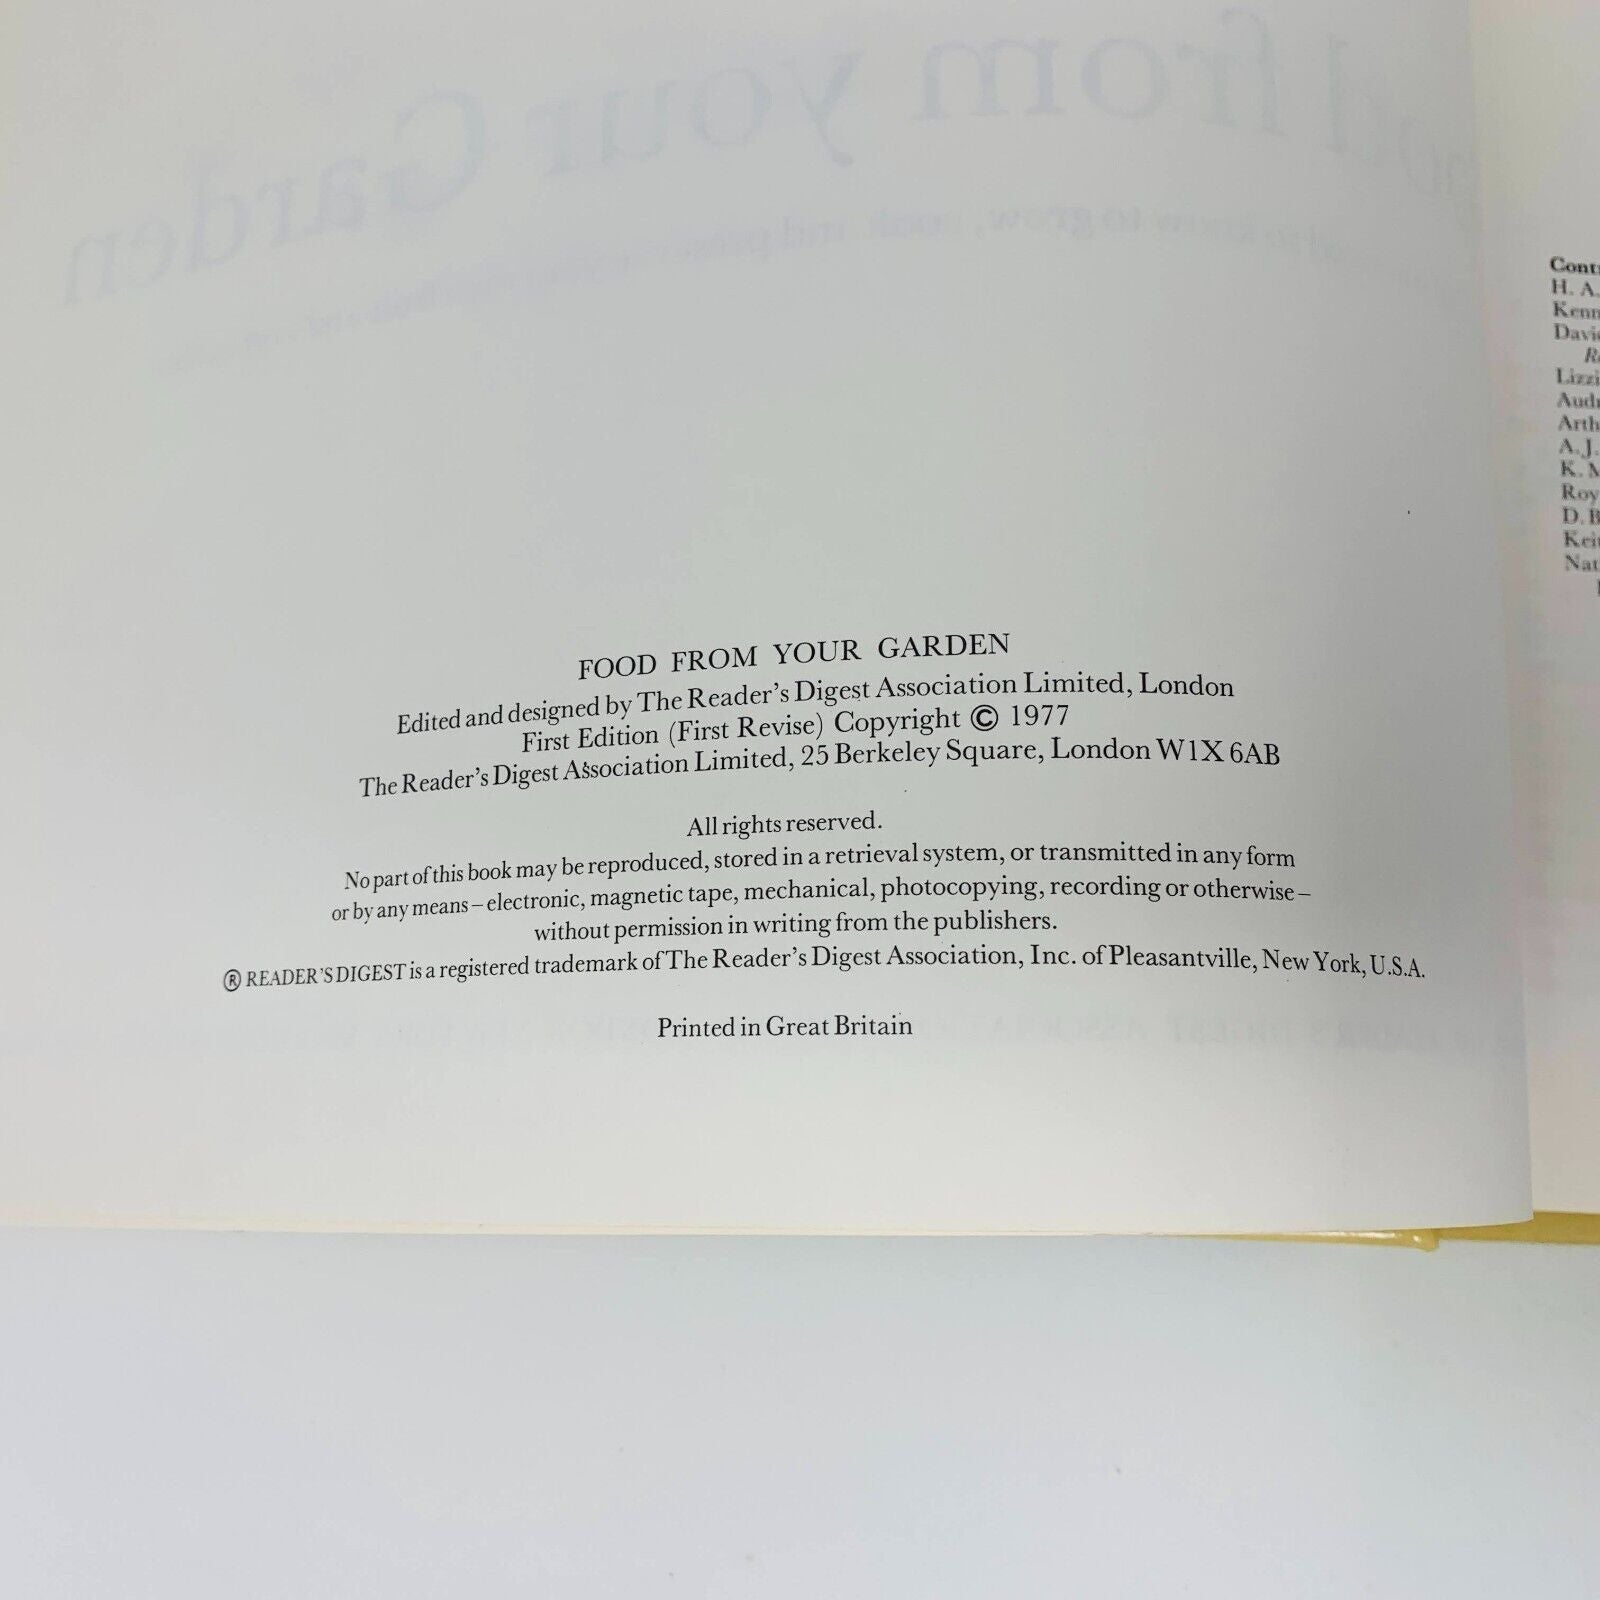 FOOD FROM YOUR GARDEN
Edited and designed by The Reader's Digest Association Limited, London
First Edition (First Revise) Copyright © 1977
The Reader's Digest Association Limited, 25 Berkeley Square, London W1X 6AB
All rights reserved.
No part of this book may be reproduced, stored in a retrieval system, or transmitted in any form
or by any means – electronic, magnetic tape, mechanical, photocopying, recording or otherwise –
without permission in writing from the publishers.
® READER'S DIGEST is a registered trademark of The Reader's Digest Association, Inc. of Pleasantville, New York, U.S.A.
Printed in Great Britain
H. A.
A. J.
Roy